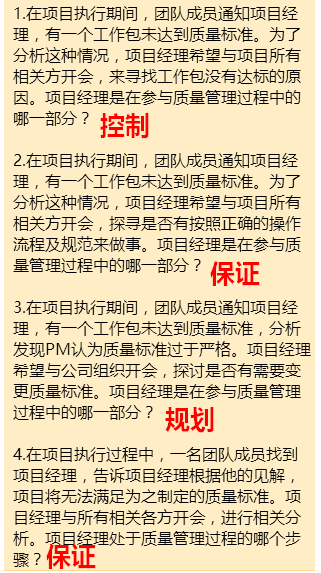 1.在项目执行期间，团队成员通知项目经
理，有一个工作包未达到质量标准。为了
分析这种情况，项目经理希望与项目所有
相关方开会，来寻找工作包没有达标的原
因。项目经理是在参与质量管理过程中的
哪一部分？ 控制
2.在项目执行期间，团队成员通知项目经
理，有一个工作包未达到质量标准。为了
分析这种情况，项目经理希望与项目所有
相关方开会，探寻是否有按照正确的操作
流程及规范来做事。项目经理是在参与质
量管理过程中的哪一部分？ 保证
3.在项目执行期间，团队成员通知项目经
理，有一个工作包未达到质量标准，分析
发现PM认为质量标准过于严格。项目经理
希望与公司组织开会，探讨是否有需要变
更质量标准。项目经理是在参与质量管理
过程中的哪一部分？ 规划
4.在项目执行过程中，一名团队成员找到
项目经理，告诉项目经理根据他的见解，
项目将无法满足为之制定的质量标准。项
目经理与所有相关各方开会，进行相关分
析。项目经理处于质量管理过程的哪个步
骤？保证